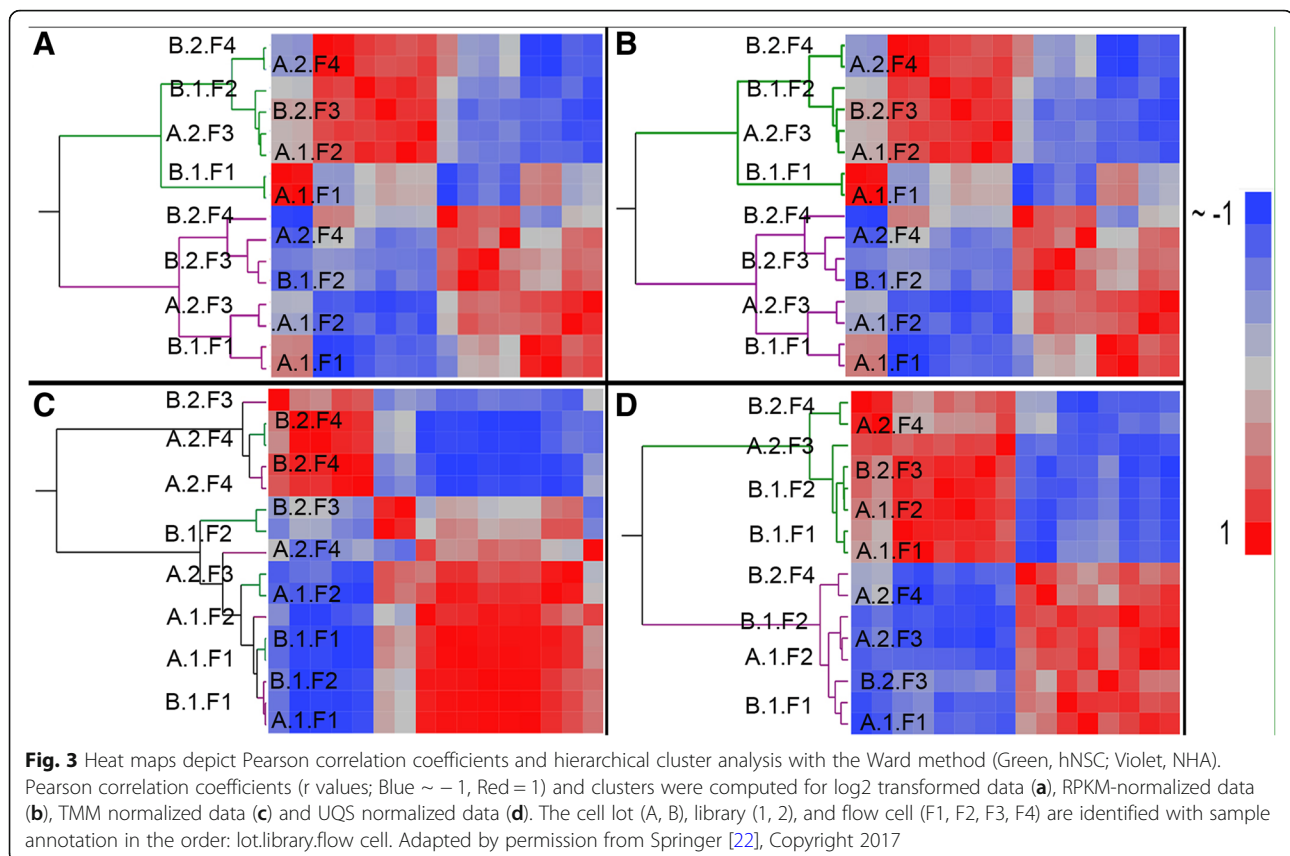 A
B.2.F4
A.2.F4
B.1.F2
B.2.F3
A.2.F3
A.1.F2
B.1.F1
A.1.F1
B.2.F4
A.2.F4
B.2.F3
B.1.F2
A.2.F3
.A.1.F2
B.1.F1
A.1.F1
B
B.2.F4
A.2.F4
B.1.F2
B.2.F3
A.2.F3
A.1.F2
B.1.F1
A.1.F1
B.2.F4
A.2.F4
B.2.F3
B.1.F2
A.2.F3
.A.1.F2
B.1.F1
A.1.F1
~ -1
1
C
B.2.F3
B.2.F4
A.2.F4
B.2.F4
A.2.F4
B.2.F3
B.1.F2
A.2.F4
A.2.F3
A.1.F2
A.1.F2
B.1.F1
A.1.F1
B.1.F2
B.1.F1
A.1.F1
D
B.2.F4
A.2.F4
A.2.F3
B.2.F3
B.1.F2
A.1.F2
B.1.F1
A.1.F1
B.2.F4
A.2.F4
B.1.F2
A.2.F3
A.1.F2
B.2.F3
B.1.F1
A.1.F1
Fig. 3 Heat maps depict Pearson correlation coefficients and hierarchical cluster analysis with the Ward method (Green, hNSC; Violet, NHA).
Pearson correlation coefficients (r values; Blue ~ − 1, Red = 1) and clusters were computed for log2 transformed data (a), RPKM-normalized data
(b), TMM normalized data (c) and UQS normalized data (d). The cell lot (A, B), library (1, 2), and flow cell (F1, F2, F3, F4) are identified with sample
annotation in the order: lot.library.flow cell. Adapted by permission from Springer [22], Copyright 2017